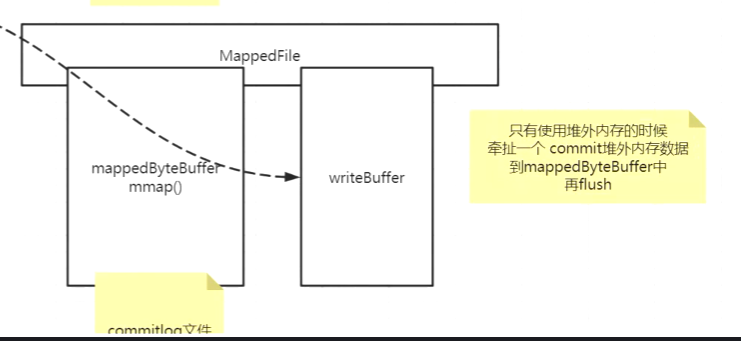 MappedFile
mappedByteBuffer
mmap()
writeBuffer
只有使用堆外内存的时候
牵扯一个 commit堆外内存数据
到mappedByteBuffer中
再flush
commitlog文件